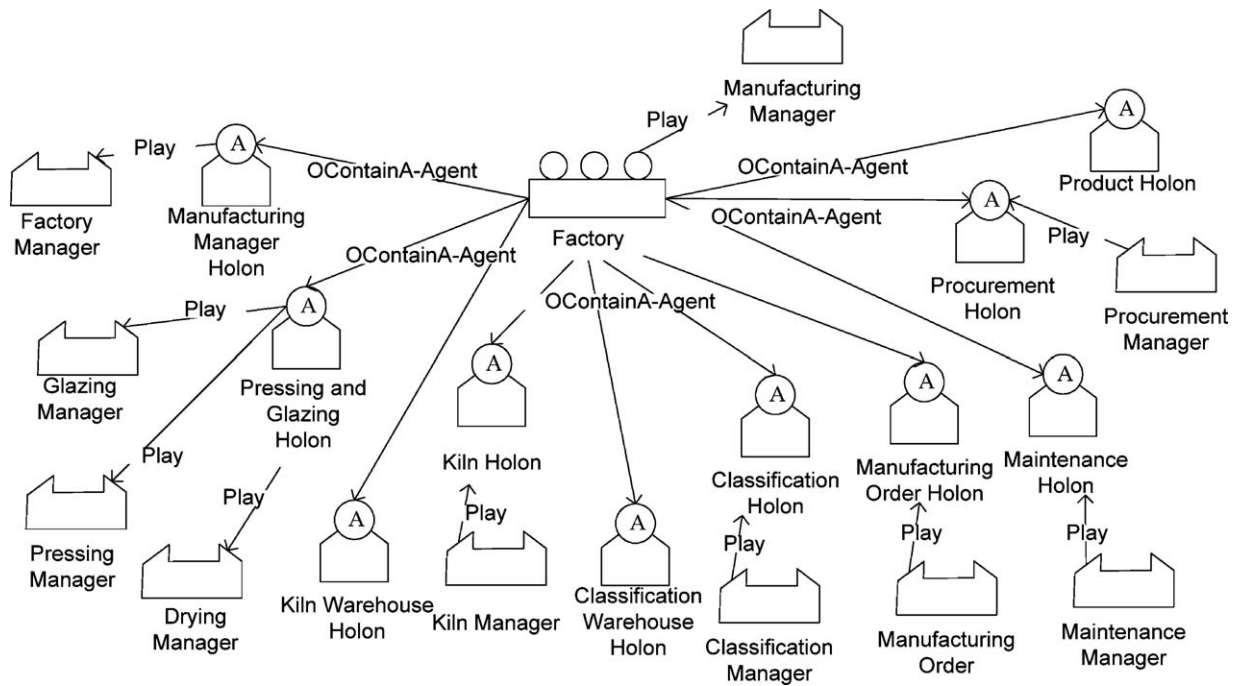 Manufacturing
Manager
Play
A
Product Holon
A
Play
Factory
Manager
A
Manufacturing
Manager
Holon
OContainA-Agent
OContainA-Agent
OContainA-Agent
Factory
A
Procurement
Holon
Play
Procurement
Manager
OContainA-Agent
A
Pressing and
Glazing
Holon
Play
Glazing
Manager
Play
Pressing
Manager
Play
Drying
Manager
OContainA-Agent
A
Kiln Warehouse
Holon
A
Kiln Holon
Play
Kiln Manager
A
Classification
Warehouse
Holon
A
Classification
Holon
Play
Classification
Manager
A
Manufacturing
Order Holon
Play
Manufacturing
Order
A
Maintenance
Holon
Play
Maintenance
Manager